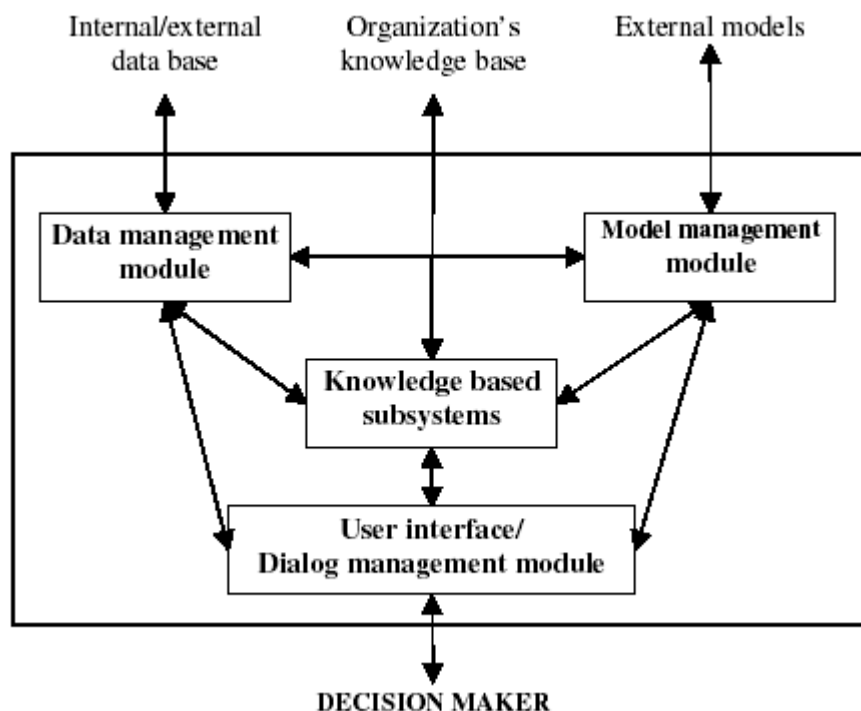 Internal/external
data base
Organization's
knowledge base
External models
Data management
module
Model management
module
Knowledge based
subsystems
User interface/
Dialog management module
DECISION MAKER